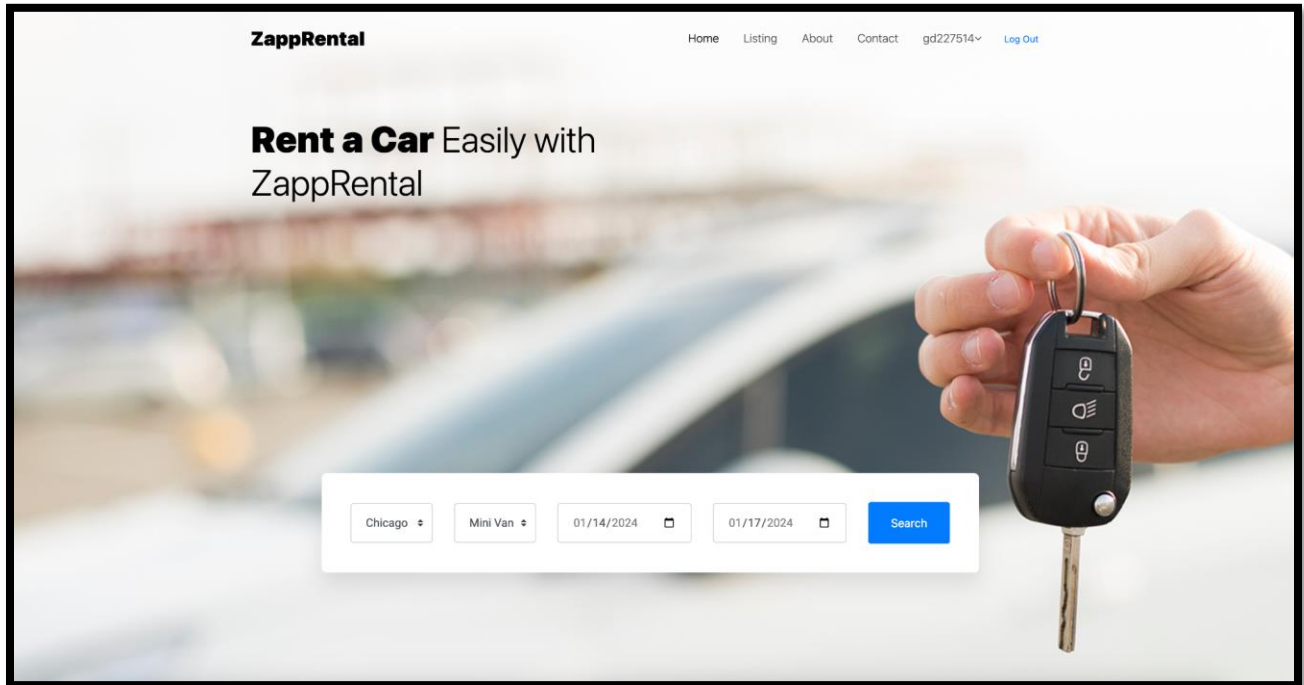 ZappRental
Home Listing About Contact gd227514 Log Out
Rent a Car Easily with
ZappRental
Chicago Mini Van 01/14/2024 01/17/2024 Search